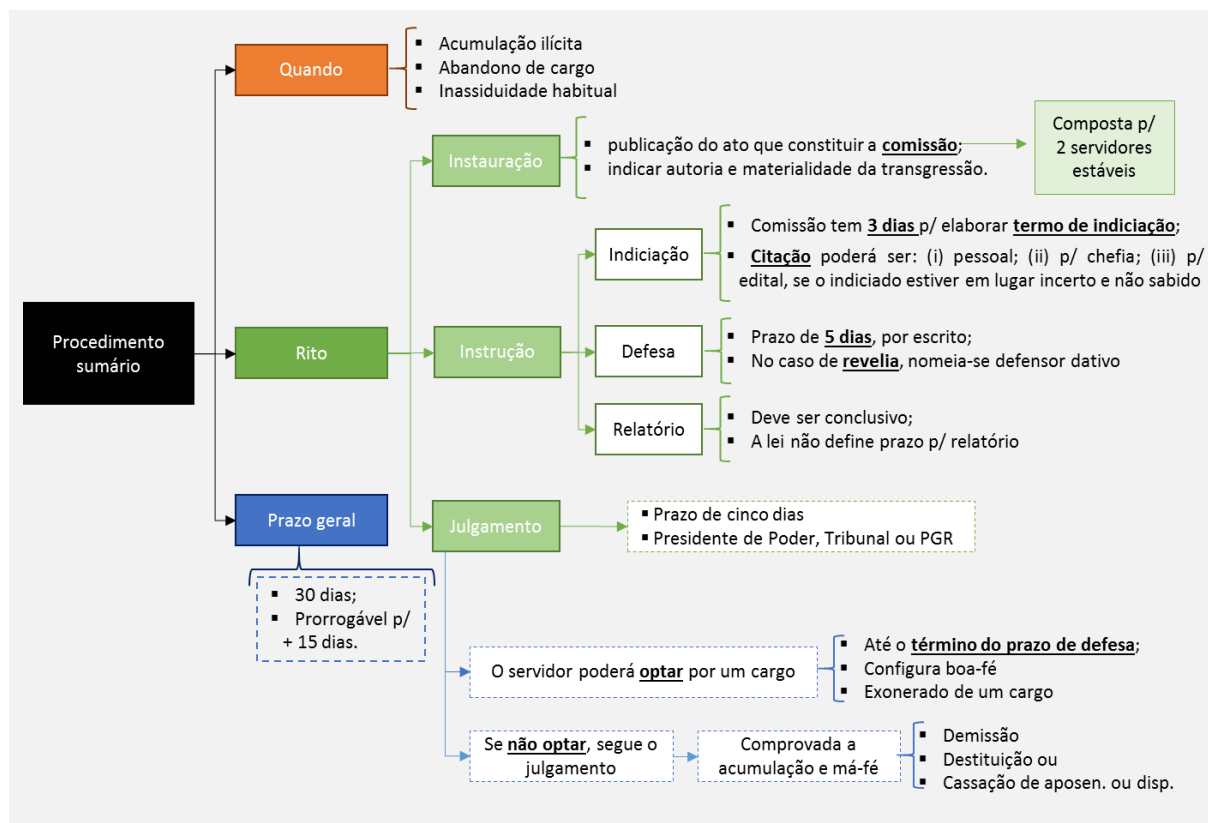 Quando
▪ Acumulação ilícita
▪ Abandono de cargo
▪ Inassiduidade habitual
Instauração
▪ publicação do ato que constituir a comissão;
▪ indicar autoria e materialidade da transgressão.
Composta p/
2 servidores
estáveis
Indiciação
▪ Comissão tem 3 dias p/ elaborar termo de indiciação;
▪ Citação poderá ser: (i) pessoal; (ii) p/ chefia; (iii) p/
edital, se o indiciado estiver em lugar incerto e não sabido
Procedimento
sumário
Rito
Instrução
Defesa
▪ Prazo de 5 dias, por escrito;
▪ No caso de revelia, nomeia-se defensor dativo
Relatório
▪ Deve ser conclusivo;
▪ A lei não define prazo p/ relatório
Prazo geral
▪ 30 dias;
▪ Prorrogável p/
+ 15 dias.
Julgamento
▪ Prazo de cinco dias
▪ Presidente de Poder, Tribunal ou PGR
O servidor poderá optar por um cargo
▪ Até o término do prazo de defesa;
▪ Configura boa-fé
▪ Exonerado de um cargo
Se não optar, segue o
julgamento
Comprovada a
acumulação e má-fé
▪ Demissão
▪ Destituição ou
▪ Cassação de aposen. ou disp.